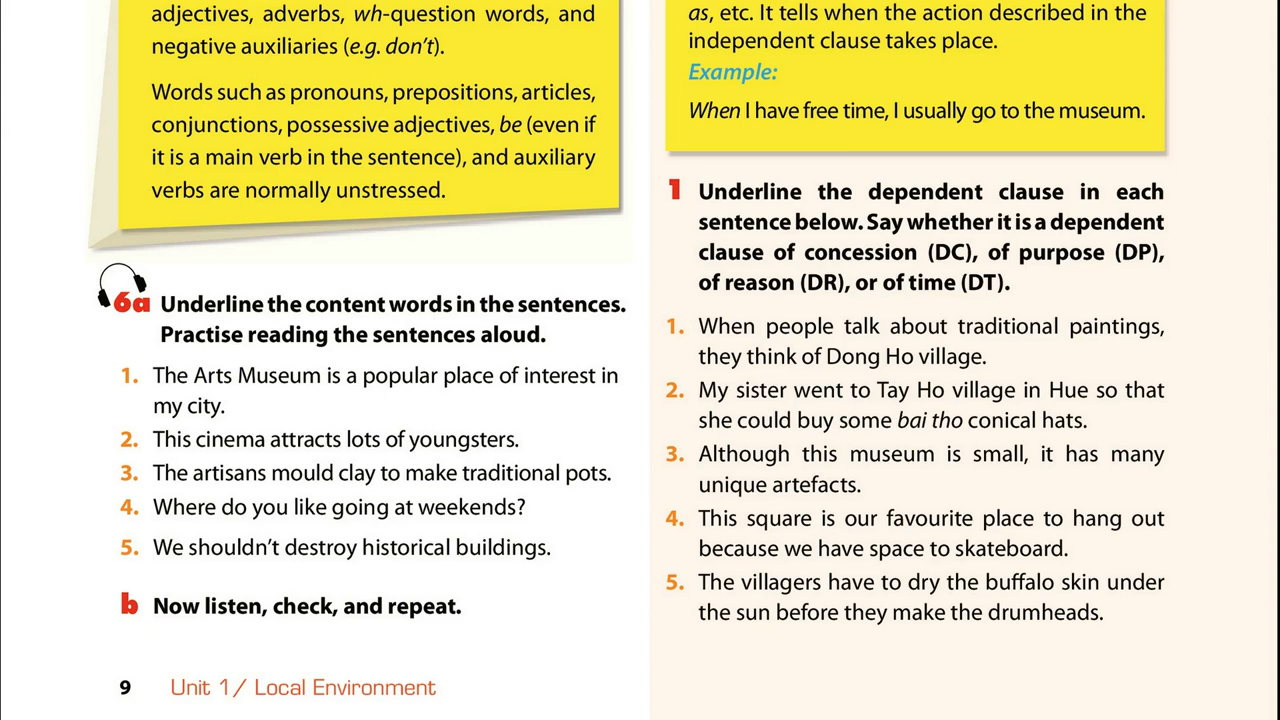 adjectives, adverbs, wh-question words, and
negative auxiliaries (e.g. don't).
Words such as pronouns, prepositions, articles,
conjunctions, possessive adjectives, be (even if
it is a main verb in the sentence), and auxiliary
verbs are normally unstressed.
6a Underline the content words in the sentences.
Practise reading the sentences aloud.
1. The Arts Museum is a popular place of interest in
my city.
2. This cinema attracts lots of youngsters.
3. The artisans mould clay to make traditional pots.
4. Where do you like going at weekends?
5. We shouldn't destroy historical buildings.
b Now listen, check, and repeat.
9 Unit 1/ Local Environment
as, etc. It tells when the action described in the
independent clause takes place.
Example:
When I have free time, I usually go to the museum.
1 Underline the dependent clause in each
sentence below. Say whether it is a dependent
clause of concession (DC), of purpose (DP),
of reason (DR), or of time (DT).
1. When people talk about traditional paintings,
they think of Dong Ho village.
2. My sister went to Tay Ho village in Hue so that
she could buy some bai tho conical hats.
3. Although this museum is small, it has many
unique artefacts.
4. This square is our favourite place to hang out
because we have space to skateboard.
5. The villagers have to dry the buffalo skin under
the sun before they make the drumheads.